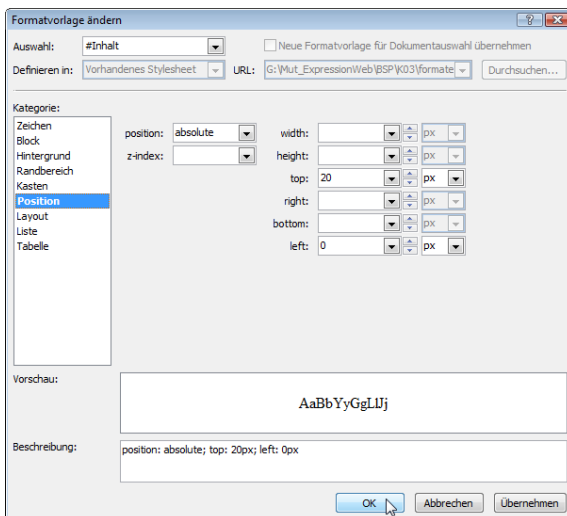 Formatvorlage ändern
Auswahl: #Inhalt Neue Formatvorlage für Dokumentauswahl übernehmen
Definieren in: Vorhandenes Stylesheet URL: G:\Mut_ExpressionWeb\BSP\K03\formate Durchsuchen...
Kategorie:
Zeichen
Block
Hintergrund
Randbereich
Kasten
Position
Layout
Liste
Tabelle
position: absolute width: px
z-index: height: px
top: 20 px
right: px
bottom: px
left: 0 px
Vorschau:
AaBbYyGgLlJj
Beschreibung:
position: absolute; top: 20px; left: 0px
OK Abbrechen Übernehmen